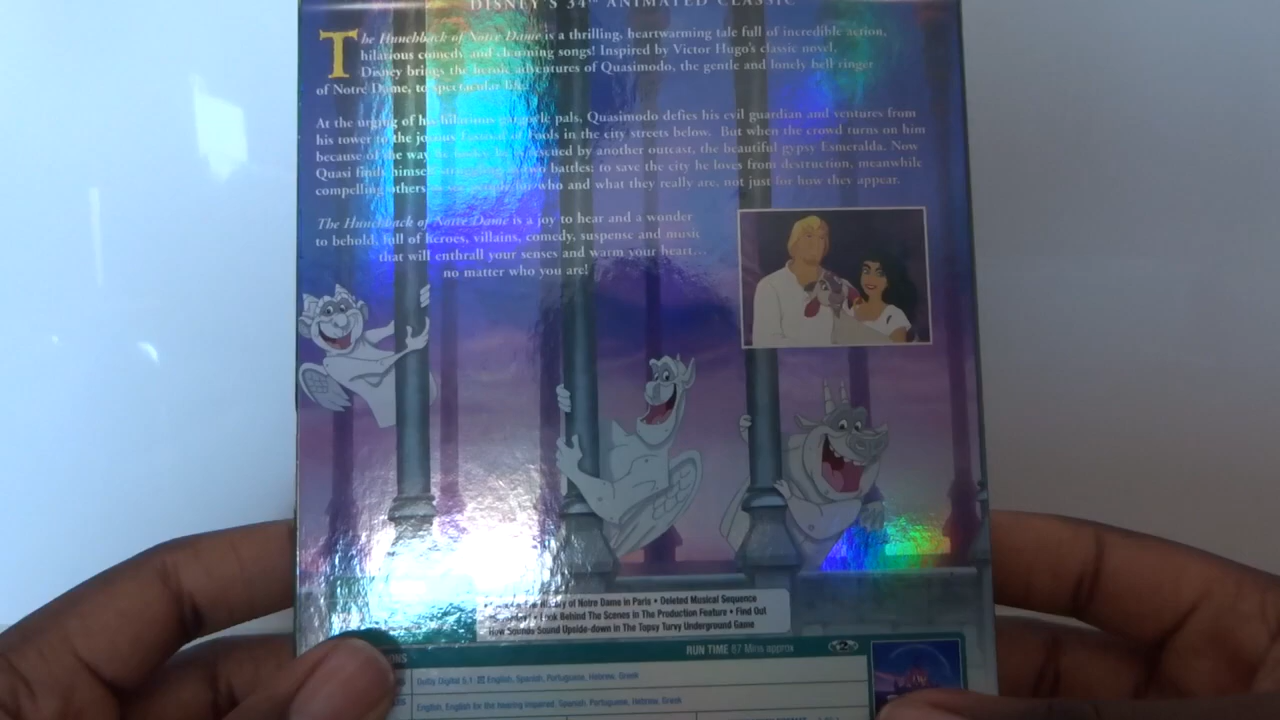 DISNEY'S 34TH ANIMATED CLASSIC
The Hunchback of Notre Dame is a thrilling, heartwarming tale full of incredible action,
hilarious comedy and charming songs! Inspired by Victor Hugo's classic novel,
Disney brings the heroic adventures of Quasimodo, the gentle and lonely bell ringer
of Notre Dame, to spectacular life.
At the urging of his hilarious gargoyle pals, Quasimodo defies his evil guardian and ventures from
his tower to the joyous Festival of Fools in the city streets below. But when the crowd turns on him
because of the way he looks, he is rescued by another outcast, the beautiful gypsy Esmeralda. Now
Quasi finds himself struggling two battles: to save the city he loves from destruction, meanwhile
compelling others to see people for who and what they really are, not just for how they appear.
The Hunchback of Notre Dame is a joy to hear and a wonder
to behold, full of heroes, villains, comedy, suspense and music
that will enthrall your senses and warm your heart...
no matter who you are!
of Notre Dame in Paris • Deleted Musical Sequence
• Look Behind The Scenes in The Production Feature • Find Out
How Sounds Sound Upside-down in The Topsy Turvy Underground Game
RUN TIME 87 Mins approx 2
Dolby Digital 5.1: English, Spanish, Portuguese, Hebrew, Greek
English, English for the hearing impaired, Spanish, Portuguese, Hebrew, Greek